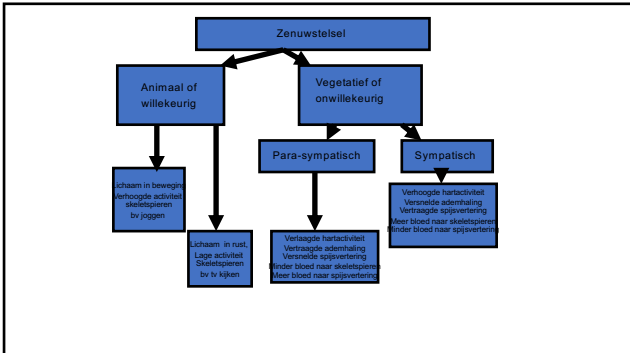 Zenuwstelsel
Animaal of
willekeurig
Vegetatief of
onwillekeurig
Para-sympatisch
Sympatisch
Lichaam in beweging
Verhoogde activiteit
skeletspieren
bv joggen
Lichaam in rust,
Lage activiteit
Skeletspieren
bv tv kijken
Verlaagde hartactiviteit
Vertraagde ademhaling
Versnelde spijsvertering
Minder bloed naar skeletspieren
Meer bloed naar spijsvertering
Verhoogde hartactiviteit
Versnelde ademhaling
Vertraagde spijsvertering
Meer bloed naar skeletspieren
Minder bloed naar spijsvertering